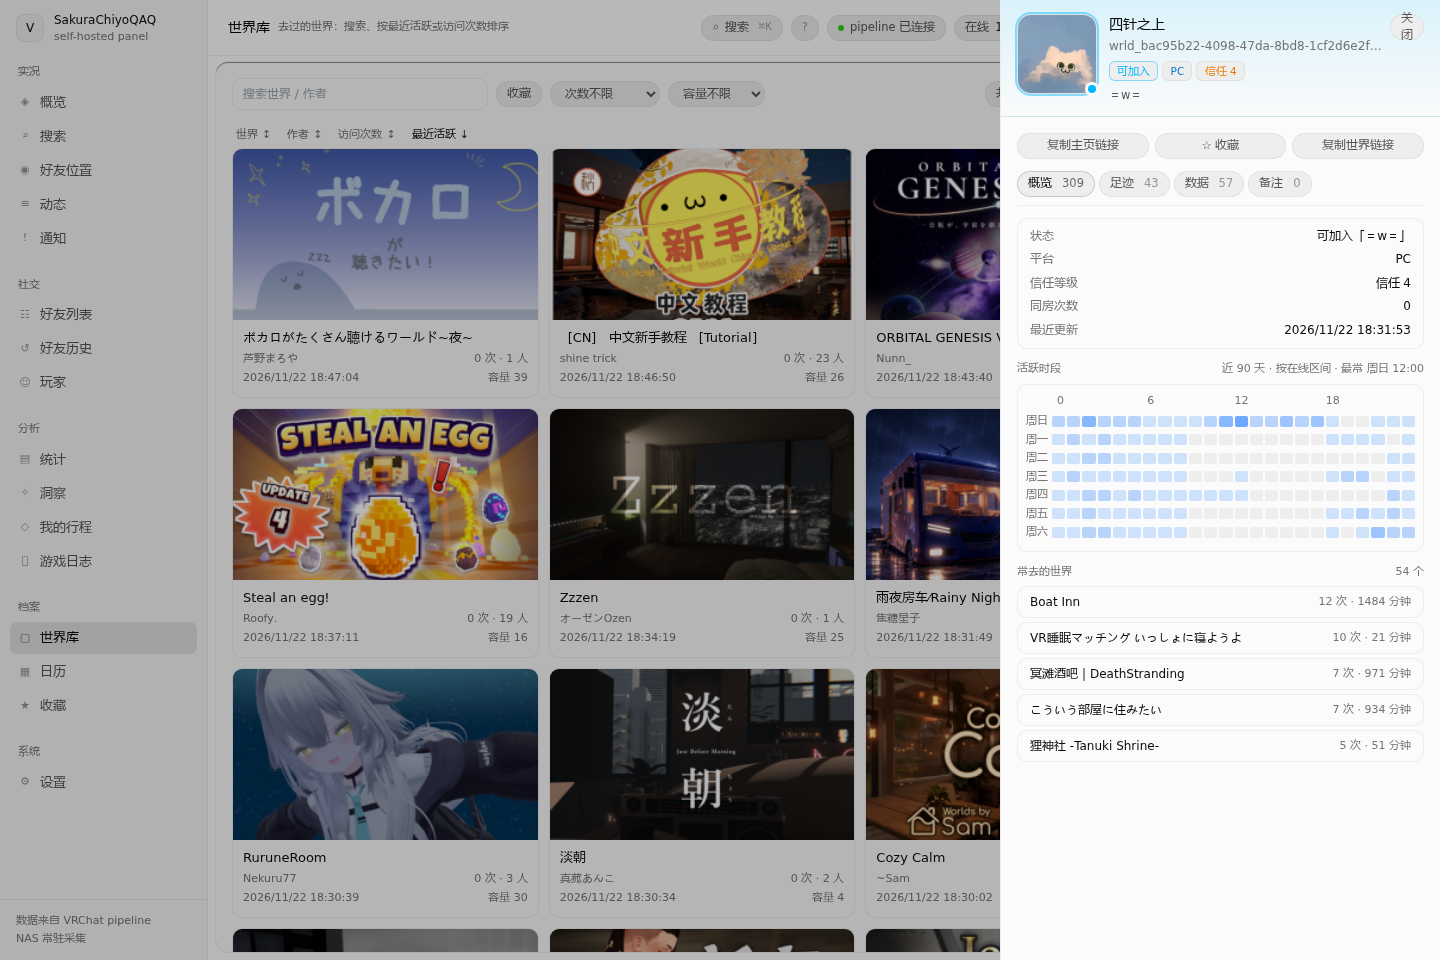 V
SakuraChiyoQAQ
self-hosted panel
实况
概览
搜索
好友位置
动态
通知
社交
好友列表
好友历史
玩家
分析
统计
洞察
我的行程
游戏日志
档案
世界库
日历
收藏
系统
设置
数据来自 VRChat pipeline
NAS 常驻采集
世界库 去过的世界：搜索、按最近活跃或访问次数排序
搜索 ⌘K
?
pipeline 已连接
在线 1
搜索世界 / 作者
收藏
次数不限
容量不限
世界 ↕ 作者 ↕ 访问次数 ↕ 最近活跃 ↓
ボカロ
が
聴きたい！
zzz
ボカロがたくさん聴けるワールド~夜~
芦野まろや 0 次 · 1 人
2026/11/22 18:47:04 容量 39
新手
文
教程
中文教程
[CN] 中文新手教程 [Tutorial]
shine trick 0 次 · 23 人
2026/11/22 18:46:50 容量 26
ORBITA
GENES
ORBITAL GENESIS V
Nunn_
2026/11/22 18:43:40
STEAL AN EGG
UPDATE
4
Steal an egg!
Roofy. 0 次 · 19 人
2026/11/22 18:37:11 容量 16
Zzzen
Zzzen
オーゼンOzen 0 次 · 1 人
2026/11/22 18:34:19 容量 25
雨夜房车/Rainy Nigh
焦糖星子
2026/11/22 18:31:49
RuruneRoom
Nekuru77 0 次 · 3 人
2026/11/22 18:30:39 容量 30
淡
朝
Just Before Morning
淡朝
真菰あんこ 0 次 · 2 人
2026/11/22 18:30:34 容量 4
Co
Co
Worlds by
Sam
Cozy Calm
~Sam
2026/11/22 18:30:02
四针之上
wrld_bac95b22-4098-47da-8bd8-1cf2d6e2f...
可加入 PC 信任 4
= w =
关
闭
复制主页链接
☆ 收藏
复制世界链接
概览 309
足迹 43
数据 57
备注 0
状态 可加入「 = w = 」
平台 PC
信任等级 信任 4
同房次数 0
最近更新 2026/11/22 18:31:53
活跃时段 近 90 天 · 按在线区间 · 最常 周日 12:00
0 6 12 18
周日
周一
周二
周三
周四
周五
周六
常去的世界 54 个
Boat Inn 12 次 · 1484 分钟
VR睡眠マッチング いっしょに寝ようよ 10 次 · 21 分钟
冥滩酒吧 | DeathStranding 7 次 · 971 分钟
こういう部屋に住みたい 7 次 · 934 分钟
狸神社 -Tanuki Shrine- 5 次 · 51 分钟